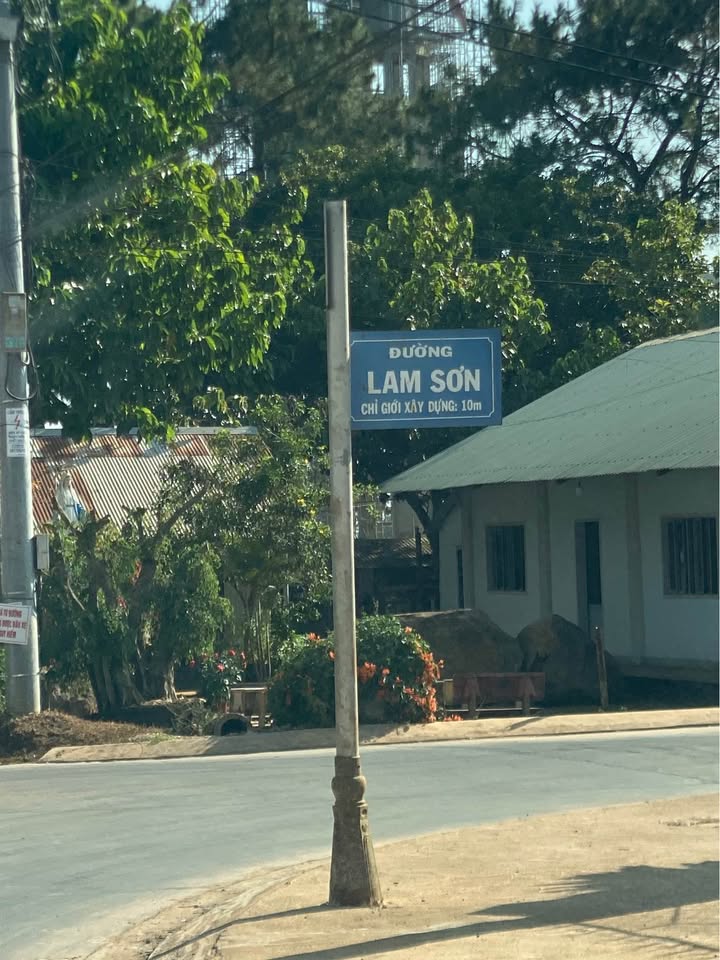 ĐƯỜNG
LAM SƠN
CHỈ GIỚI XÂY DỰNG: 10m